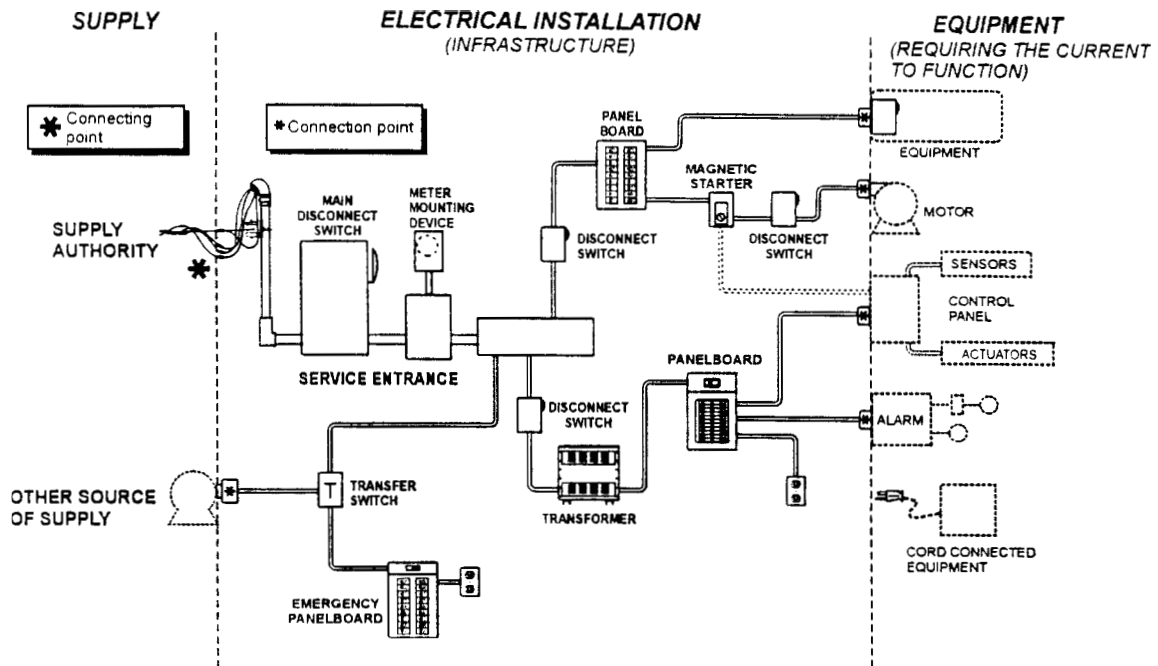 SUPPLY
ELECTRICAL INSTALLATION
(INFRASTRUCTURE)
EQUIPMENT
(REQUIRING THE CURRENT
TO FUNCTION)
* Connecting
point
* Connection point
SUPPLY
AUTHORITY
*
MAIN
DISCONNECT
SWITCH
METER
MOUNTING
DEVICE
SERVICE ENTRANCE
PANEL
BOARD
DISCONNECT
SWITCH
MAGNETIC
STARTER
DISCONNECT
SWITCH
EQUIPMENT
MOTOR
SENSORS
CONTROL
PANEL
ACTUATORS
PANELBOARD
DISCONNECT
SWITCH
TRANSFORMER
ALARM
CORD CONNECTED
EQUIPMENT
OTHER SOURCE
OF SUPPLY
T
TRANSFER
SWITCH
EMERGENCY
PANELBOARD